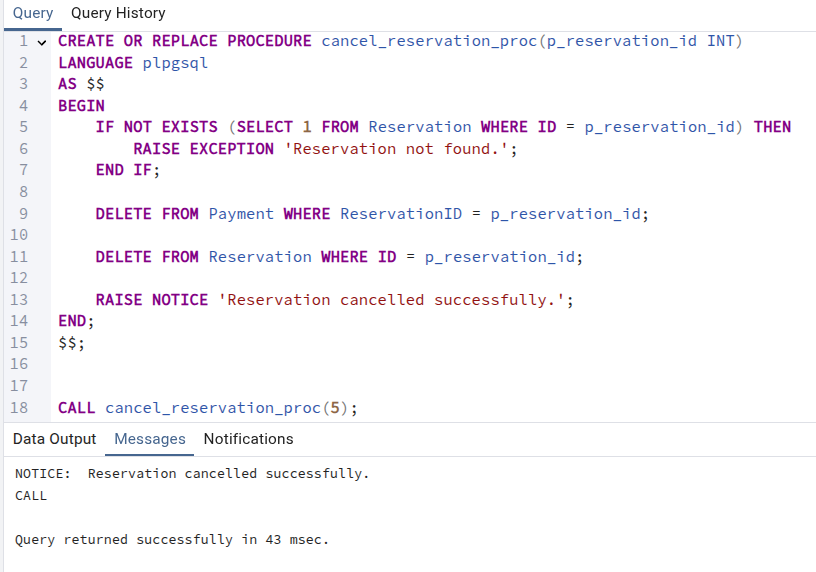 Query Query History
1 CREATE OR REPLACE PROCEDURE cancel_reservation_proc(p_reservation_id INT)
2 LANGUAGE plpgsql
3 AS $$
4 BEGIN
5     IF NOT EXISTS (SELECT 1 FROM Reservation WHERE ID = p_reservation_id) THEN
6         RAISE EXCEPTION 'Reservation not found.';
7     END IF;
8
9     DELETE FROM Payment WHERE ReservationID = p_reservation_id;
10
11     DELETE FROM Reservation WHERE ID = p_reservation_id;
12
13     RAISE NOTICE 'Reservation cancelled successfully.';
14 END;
15 $$;
16
17
18 CALL cancel_reservation_proc(5);
Data Output Messages Notifications
NOTICE:  Reservation cancelled successfully.
CALL
Query returned successfully in 43 msec.